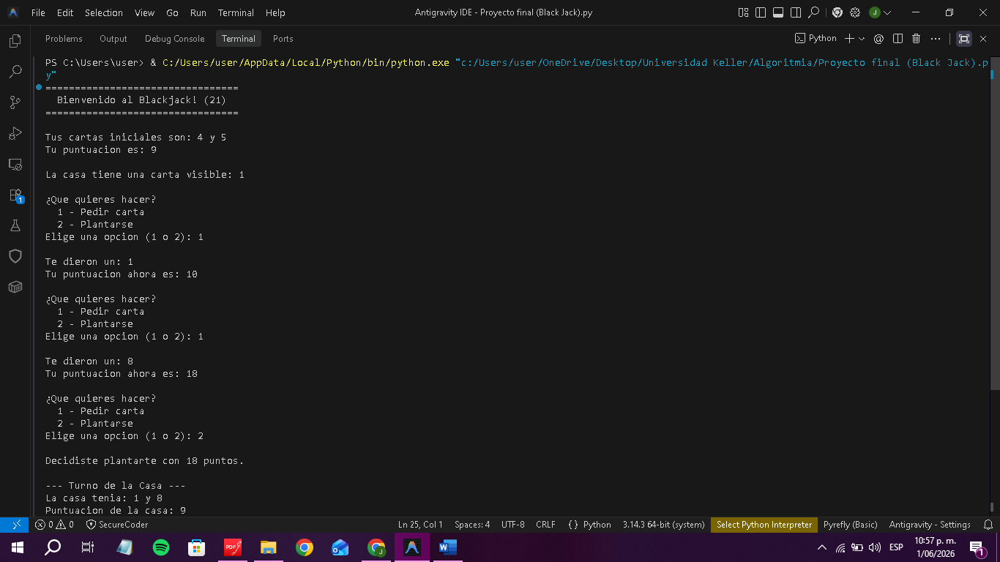 File Edit Selection View Go Run Terminal Help
Antigravity IDE - Proyecto final (Black Jack).py
J
Problems Output Debug Console Terminal Ports
Python
PS C:\Users\user> & C:/Users/user/AppData/Local/Python/bin/python.exe "c:/Users/user/OneDrive/Desktop/Universidad Keller/Algoritmia/Proyecto final (Black Jack).p
y"
=================================
Bienvenido al Blackjack! (21)
=================================
Tus cartas iniciales son: 4 y 5
Tu puntuacion es: 9
La casa tiene una carta visible: 1
¿Que quieres hacer?
1 - Pedir carta
2 - Plantarse
Elige una opcion (1 o 2): 1
Te dieron un: 1
Tu puntuacion ahora es: 10
¿Que quieres hacer?
1 - Pedir carta
2 - Plantarse
Elige una opcion (1 o 2): 1
Te dieron un: 8
Tu puntuacion ahora es: 18
¿Que quieres hacer?
1 - Pedir carta
2 - Plantarse
Elige una opcion (1 o 2): 2
Decidiste plantarte con 18 puntos.
--- Turno de la Casa ---
La casa tenia: 1 y 8
Puntuacion de la casa: 9
1
0 0 SecureCoder
Ln 25, Col 1 Spaces: 4 UTF-8 CRLF {} Python 3.14.3 64-bit (system) Select Python Interpreter Pyrefly (Basic) Antigravity - Settings
PDF
J
W
ESP
10:57 p. m.
1/06/2026
1